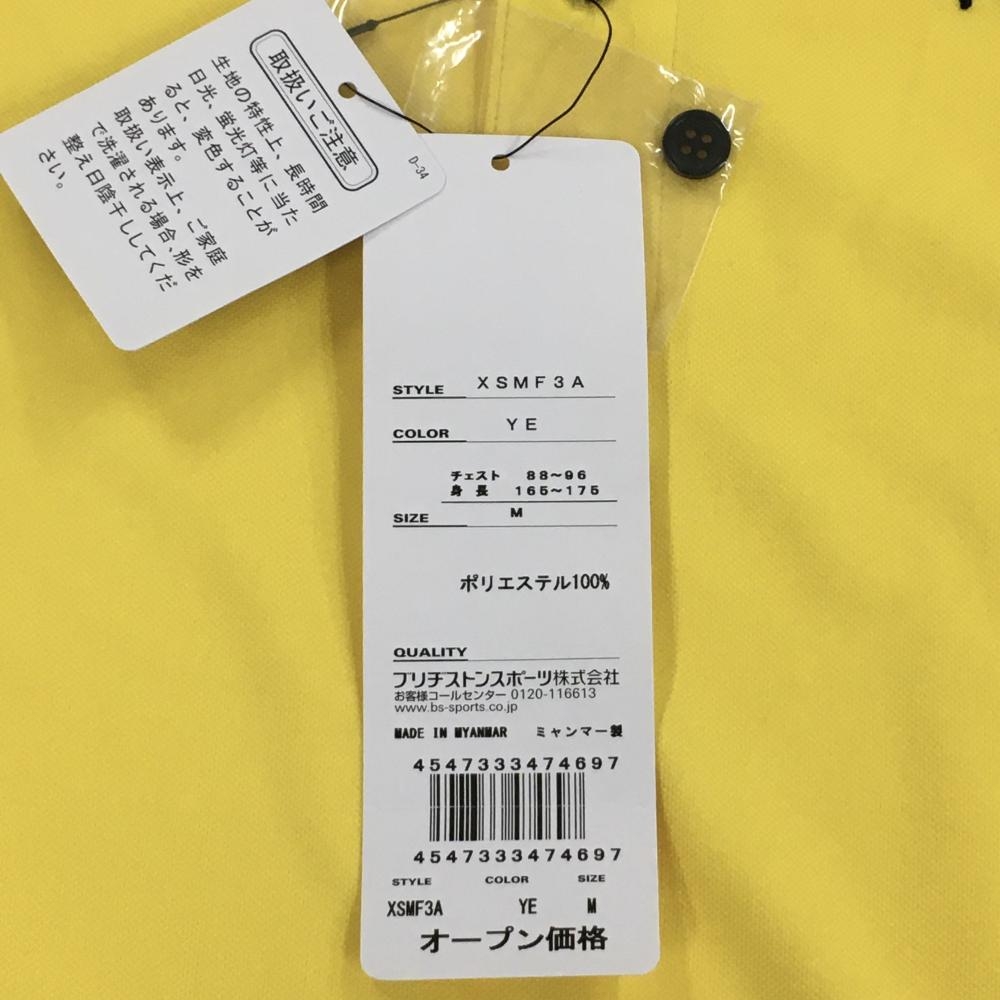 取扱いご注意
生地の特性上、長時間
日光、蛍光灯等に当た
ると、変色することが
あります。
取扱い表示上、ご家庭
で洗濯される場合、形を
整え日陰干ししてくだ
さい。
D-34
STYLE XSMF3A
COLOR YE
チェスト 88〜96
身長 165〜175
SIZE M
ポリエステル100%
QUALITY
ブリヂストンスポーツ株式会社
お客様コールセンター 0120-116613
www.bs-sports.co.jp
MADE IN MYANMAR ミャンマー製
4547333474697
4547333474697
STYLE COLOR SIZE
XSMF3A YE M
オープン価格